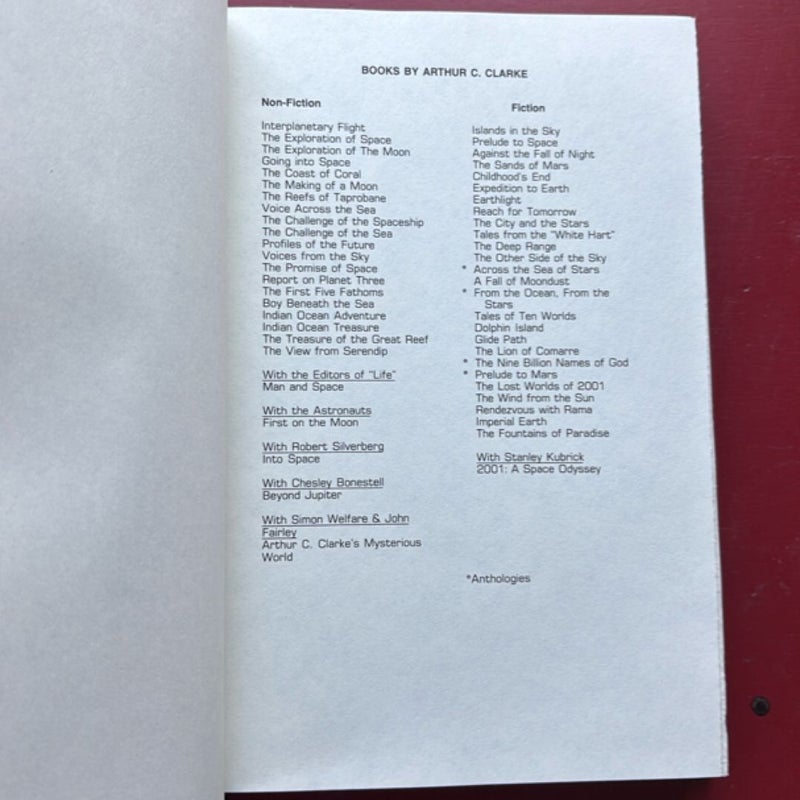 BOOKS BY ARTHUR C. CLARKE
Non-Fiction
Interplanetary Flight
The Exploration of Space
The Exploration of The Moon
Going into Space
The Coast of Coral
The Making of a Moon
The Reefs of Taprobane
Voice Across the Sea
The Challenge of the Spaceship
The Challenge of the Sea
Profiles of the Future
Voices from the Sky
The Promise of Space
Report on Planet Three
The First Five Fathoms
Boy Beneath the Sea
Indian Ocean Adventure
Indian Ocean Treasure
The Treasure of the Great Reef
The View from Serendip
With the Editors of "Life"
Man and Space
With the Astronauts
First on the Moon
With Robert Silverberg
Into Space
With Chesley Bonestell
Beyond Jupiter
With Simon Welfare & John
Fairley
Arthur C. Clarke's Mysterious
World
Fiction
Islands in the Sky
Prelude to Space
Against the Fall of Night
The Sands of Mars
Childhood's End
Expedition to Earth
Earthlight
Reach for Tomorrow
The City and the Stars
Tales from the "White Hart"
The Deep Range
The Other Side of the Sky
* Across the Sea of Stars
A Fall of Moondust
* From the Ocean, From the
Stars
Tales of Ten Worlds
Dolphin Island
Glide Path
The Lion of Comarre
* The Nine Billion Names of God
* Prelude to Mars
The Lost Worlds of 2001
The Wind from the Sun
Rendezvous with Rama
Imperial Earth
The Fountains of Paradise
With Stanley Kubrick
2001: A Space Odyssey
*Anthologies